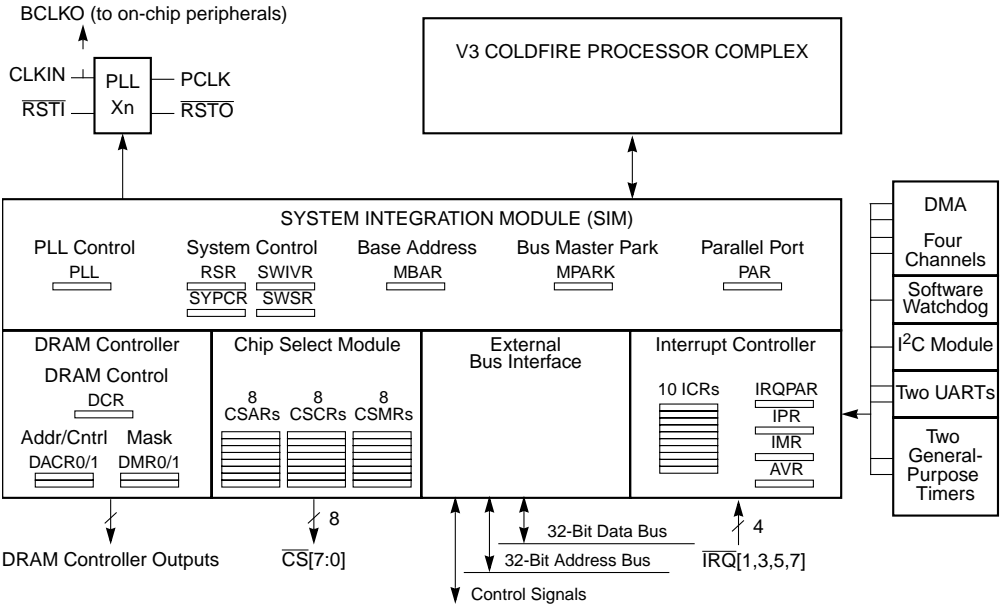 BCLKO (to on-chip peripherals)
CLKIN
PLL
Xn
PCLK
RSTI
RSTO
V3 COLDFIRE PROCESSOR COMPLEX
SYSTEM INTEGRATION MODULE (SIM)
PLL Control
System Control
Base Address
Bus Master Park
Parallel Port
PLL
RSR
SWIVR
MBAR
MPARK
PAR
SYPCR
SWSR
DRAM Controller
DRAM Control
DCR
Addr/Cntrl
Mask
DACR0/1
DMR0/1
Chip Select Module
8
CSARs
8
CSCRs
8
CSMRs
External
Bus Interface
Interrupt Controller
10 ICRs
IRQPAR
IPR
IMR
AVR
DMA
Four
Channels
Software
Watchdog
I²C Module
Two UARTs
Two
General-
Purpose
Timers
DRAM Controller Outputs
8
CS[7:0]
32-Bit Data Bus
32-Bit Address Bus
Control Signals
4
IRQ[1,3,5,7]